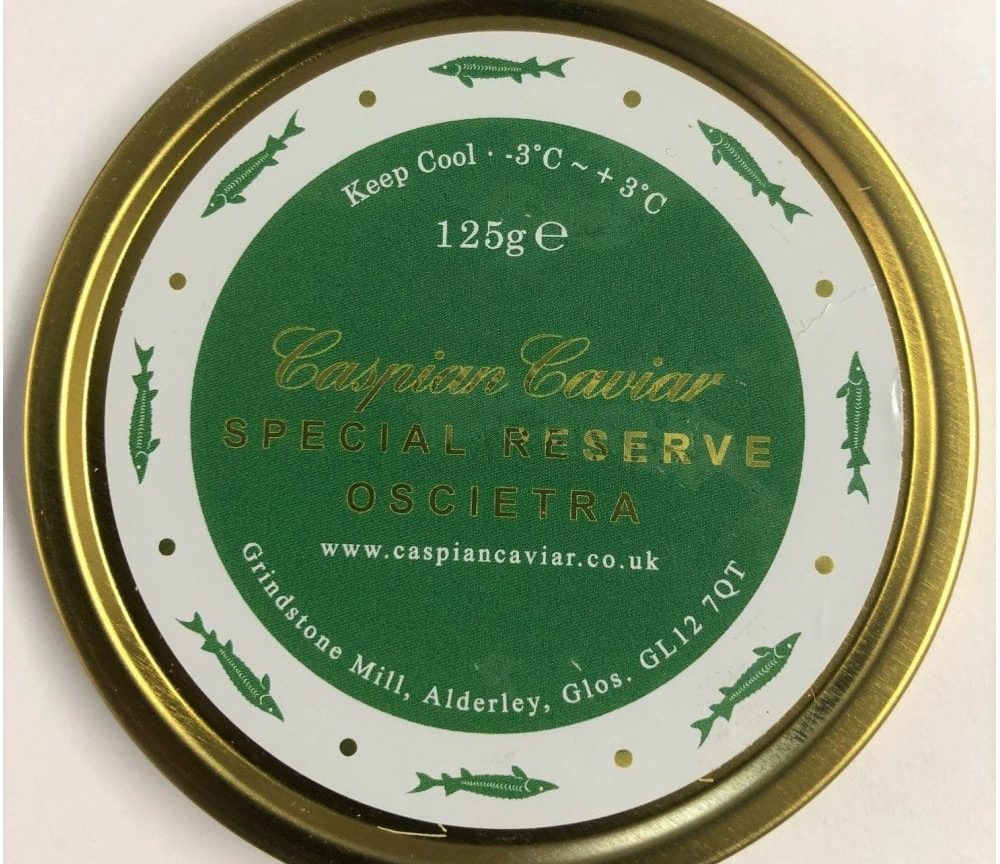 Keep Cool · -3°C ~ + 3°C
125g ℮
Caspian Caviar
SPECIAL RESERVE
OSCIETRA
www.caspiancaviar.co.uk
Grindstone Mill, Alderley, Glos. GL12 7QT